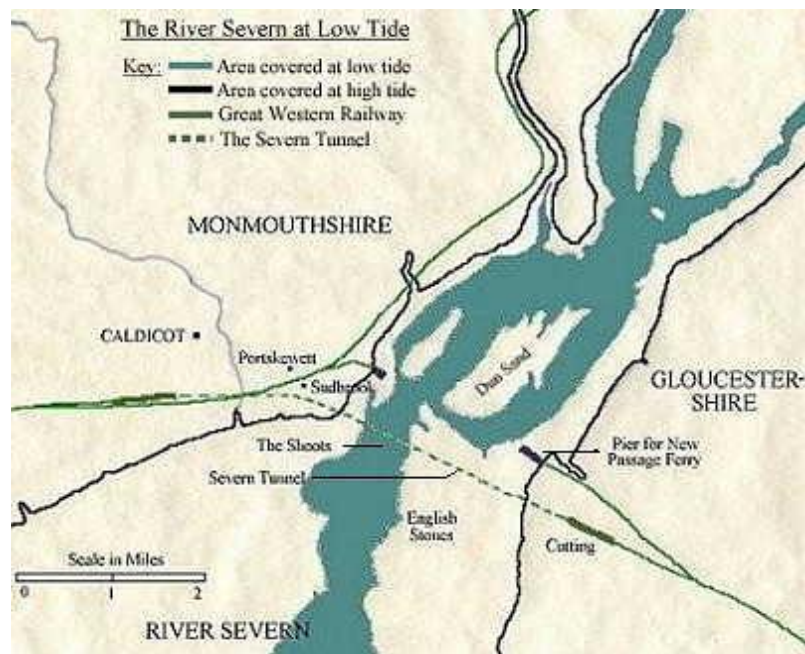 The River Severn at Low Tide
Key:
Area covered at low tide
Area covered at high tide
Great Western Railway
The Severn Tunnel
MONMOUTHSHIRE
CALDICOT
Portskewett
Sudbrook
Dun Sand
GLOUCESTER-
SHIRE
The Shoots
Pier for New
Passage Ferry
Severn Tunnel
English
Stones
Cutting
Scale in Miles
0 1 2
RIVER SEVERN